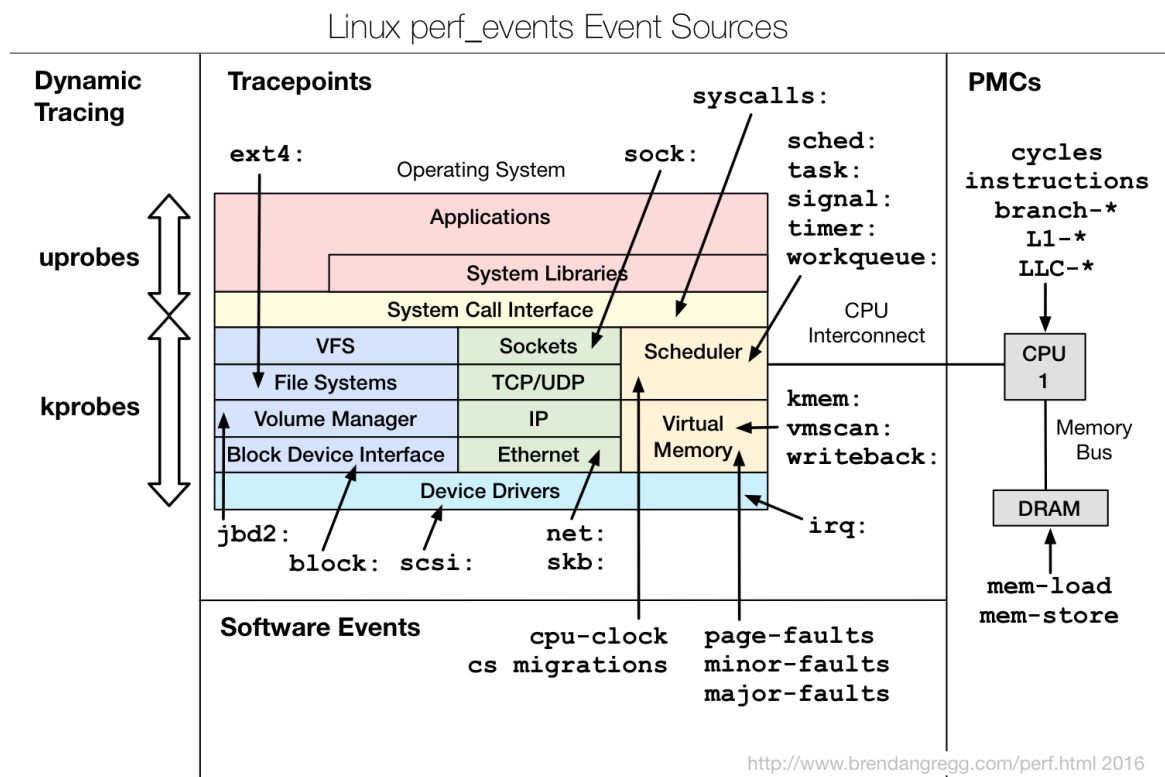 Linux perf_events Event Sources
Dynamic
Tracing
uprobes
kprobes
Tracepoints
syscalls:
ext4:
sock:
sched:
task:
signal:
timer:
workqueue:
Operating System
Applications
System Libraries
System Call Interface
VFS
Sockets
Scheduler
File Systems
TCP/UDP
Volume Manager
IP
Virtual
Memory
Block Device Interface
Ethernet
Device Drivers
CPU
Interconnect
kmem:
vmscan:
writeback:
jbd2:
block:
scsi:
net:
skb:
irq:
PMCs
cycles
instructions
branch-*
L1-*
LLC-*
CPU
1
Memory
Bus
DRAM
mem-load
mem-store
Software Events
cpu-clock
cs migrations
page-faults
minor-faults
major-faults
http://www.brendangregg.com/perf.html 2016